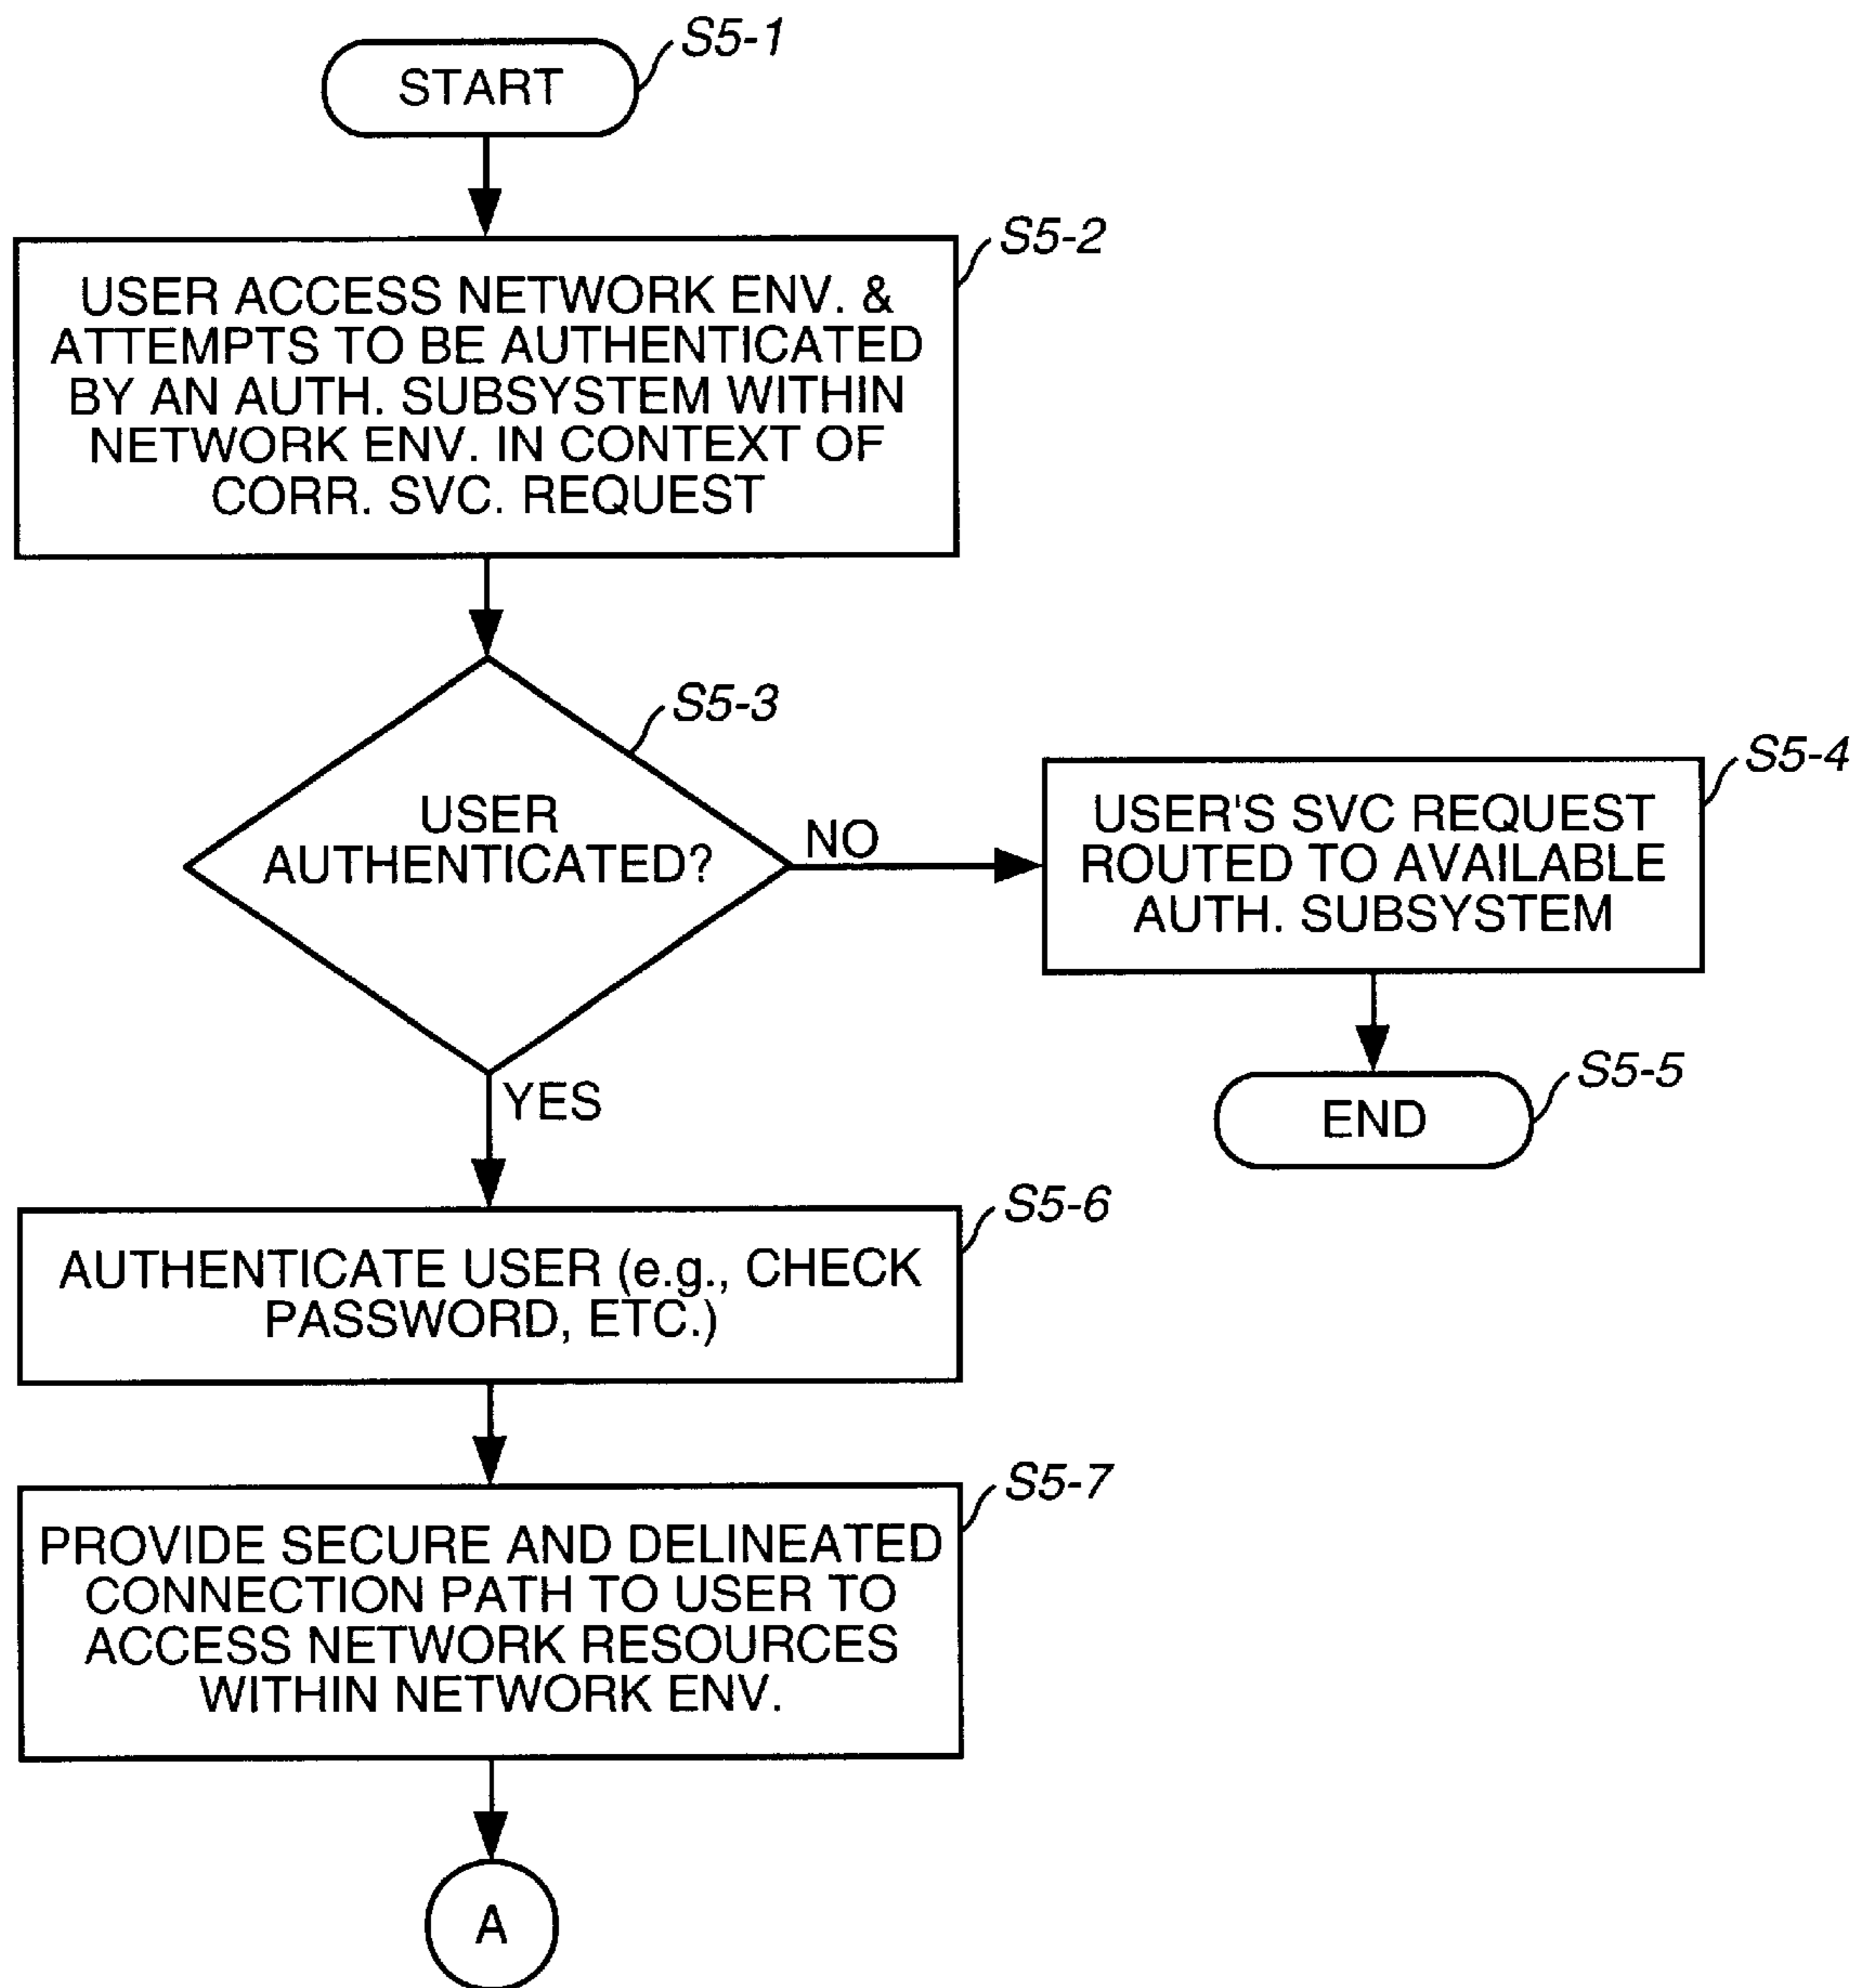 S5-1
START
S5-2
USER ACCESS NETWORK ENV. &
ATTEMPTS TO BE AUTHENTICATED
BY AN AUTH. SUBSYSTEM WITHIN
NETWORK ENV. IN CONTEXT OF
CORR. SVC. REQUEST
S5-3
USER
AUTHENTICATED?
NO
S5-4
USER'S SVC REQUEST
ROUTED TO AVAILABLE
AUTH. SUBSYSTEM
S5-5
END
YES
S5-6
AUTHENTICATE USER (e.g., CHECK
PASSWORD, ETC.)
S5-7
PROVIDE SECURE AND DELINEATED
CONNECTION PATH TO USER TO
ACCESS NETWORK RESOURCES
WITHIN NETWORK ENV.
A